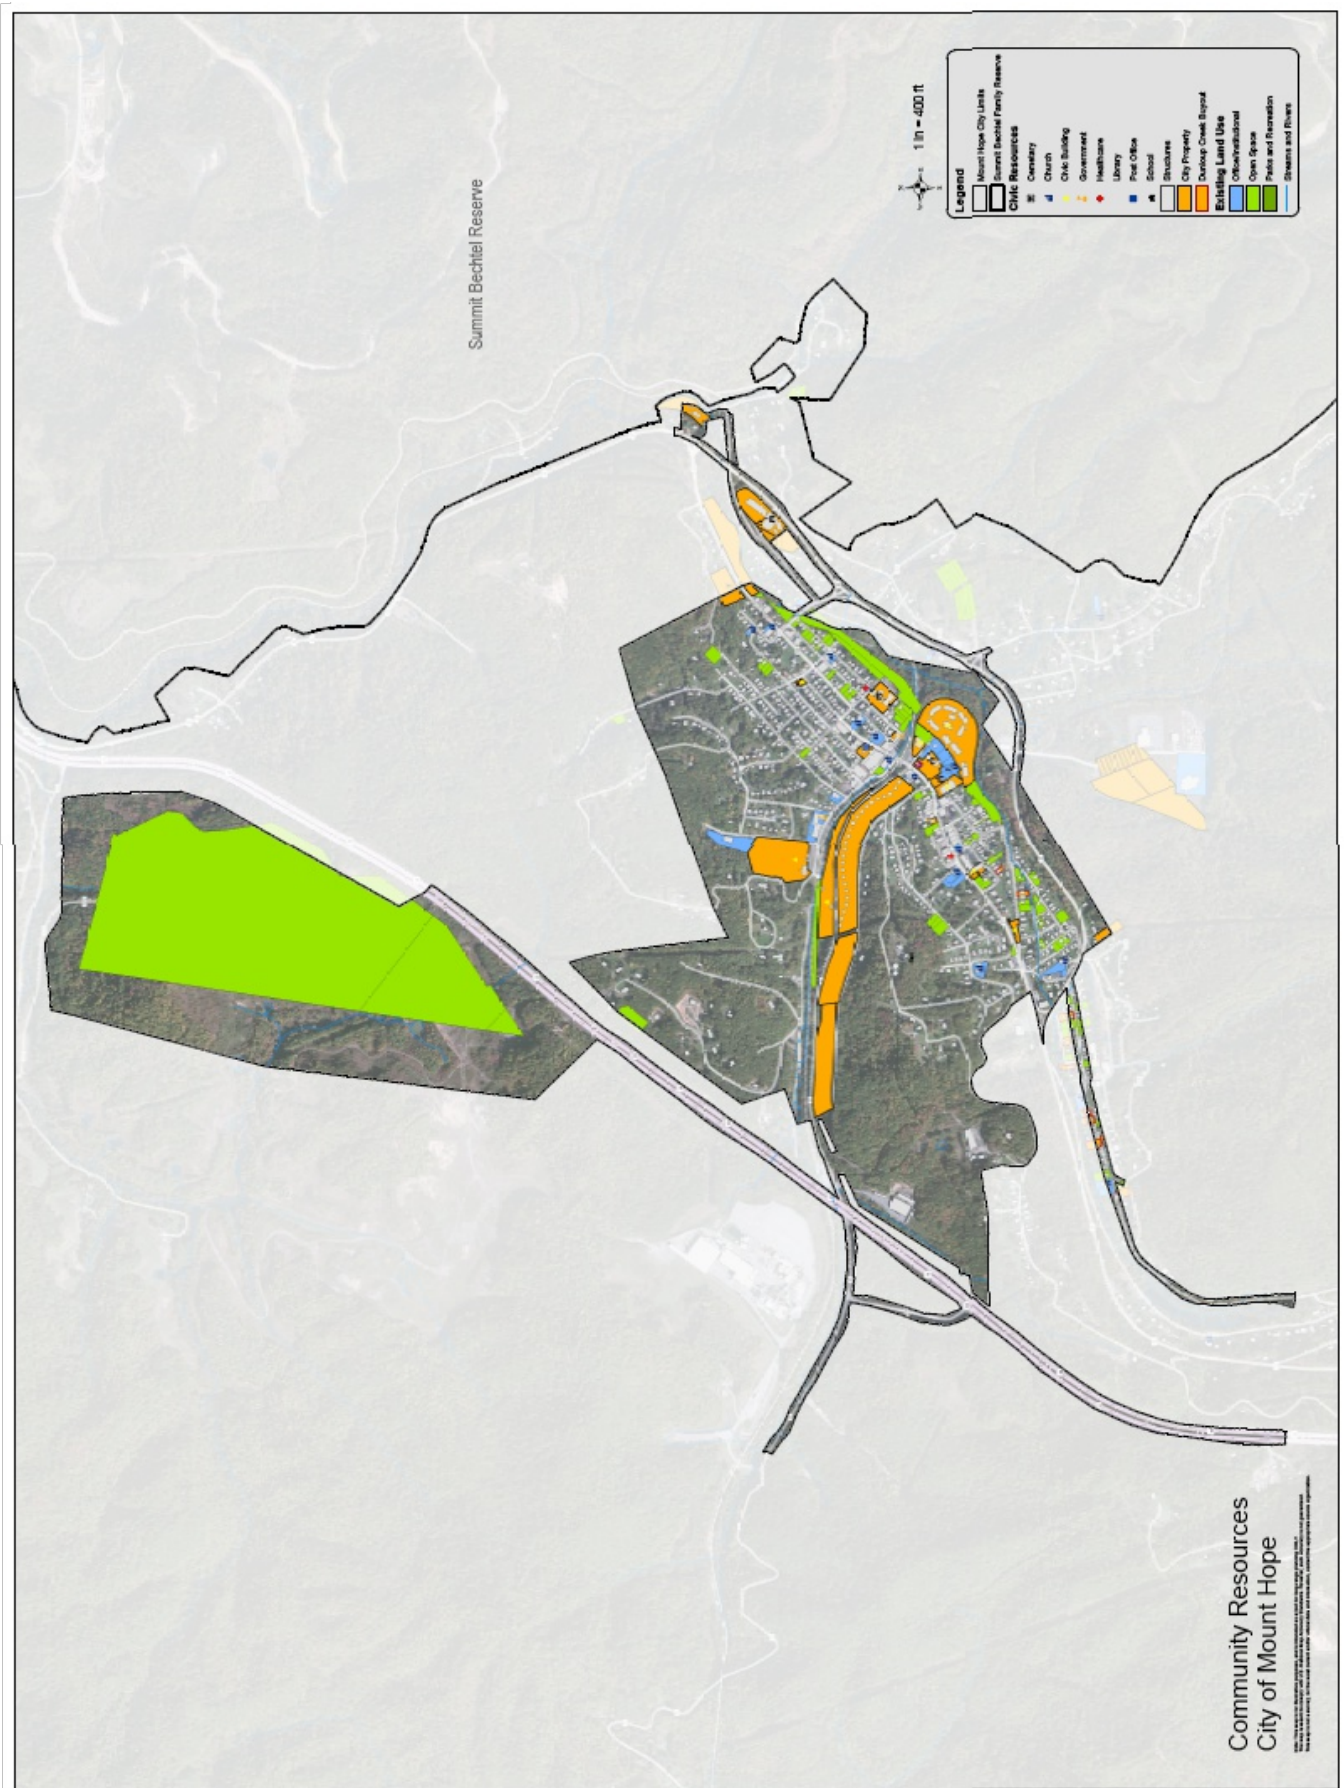 Community Resources
City of Mount Hope
Summit Bechtel Reserve
1 in = 400 ft
Legend
Mount Hope City Limits
Summit Bechtel Family Reserve
Civic Resources
Cemetary
Church
Civic Building
Government
Healthcare
Library
Post Office
School
Structures
City Property
Dunloup Creek Buyout
Existing Land Use
Office/Institutional
Open Space
Parks and Recreation
Streams and Rivers